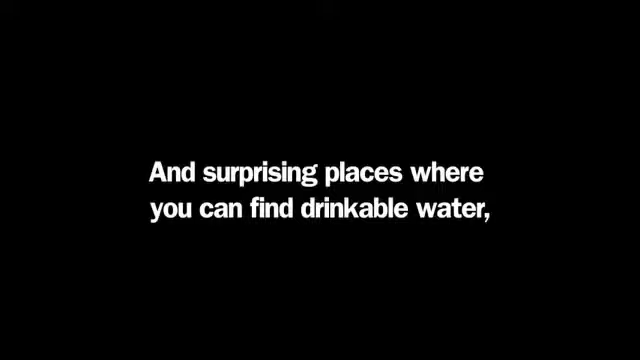 And surprising places where
you can find drinkable water,